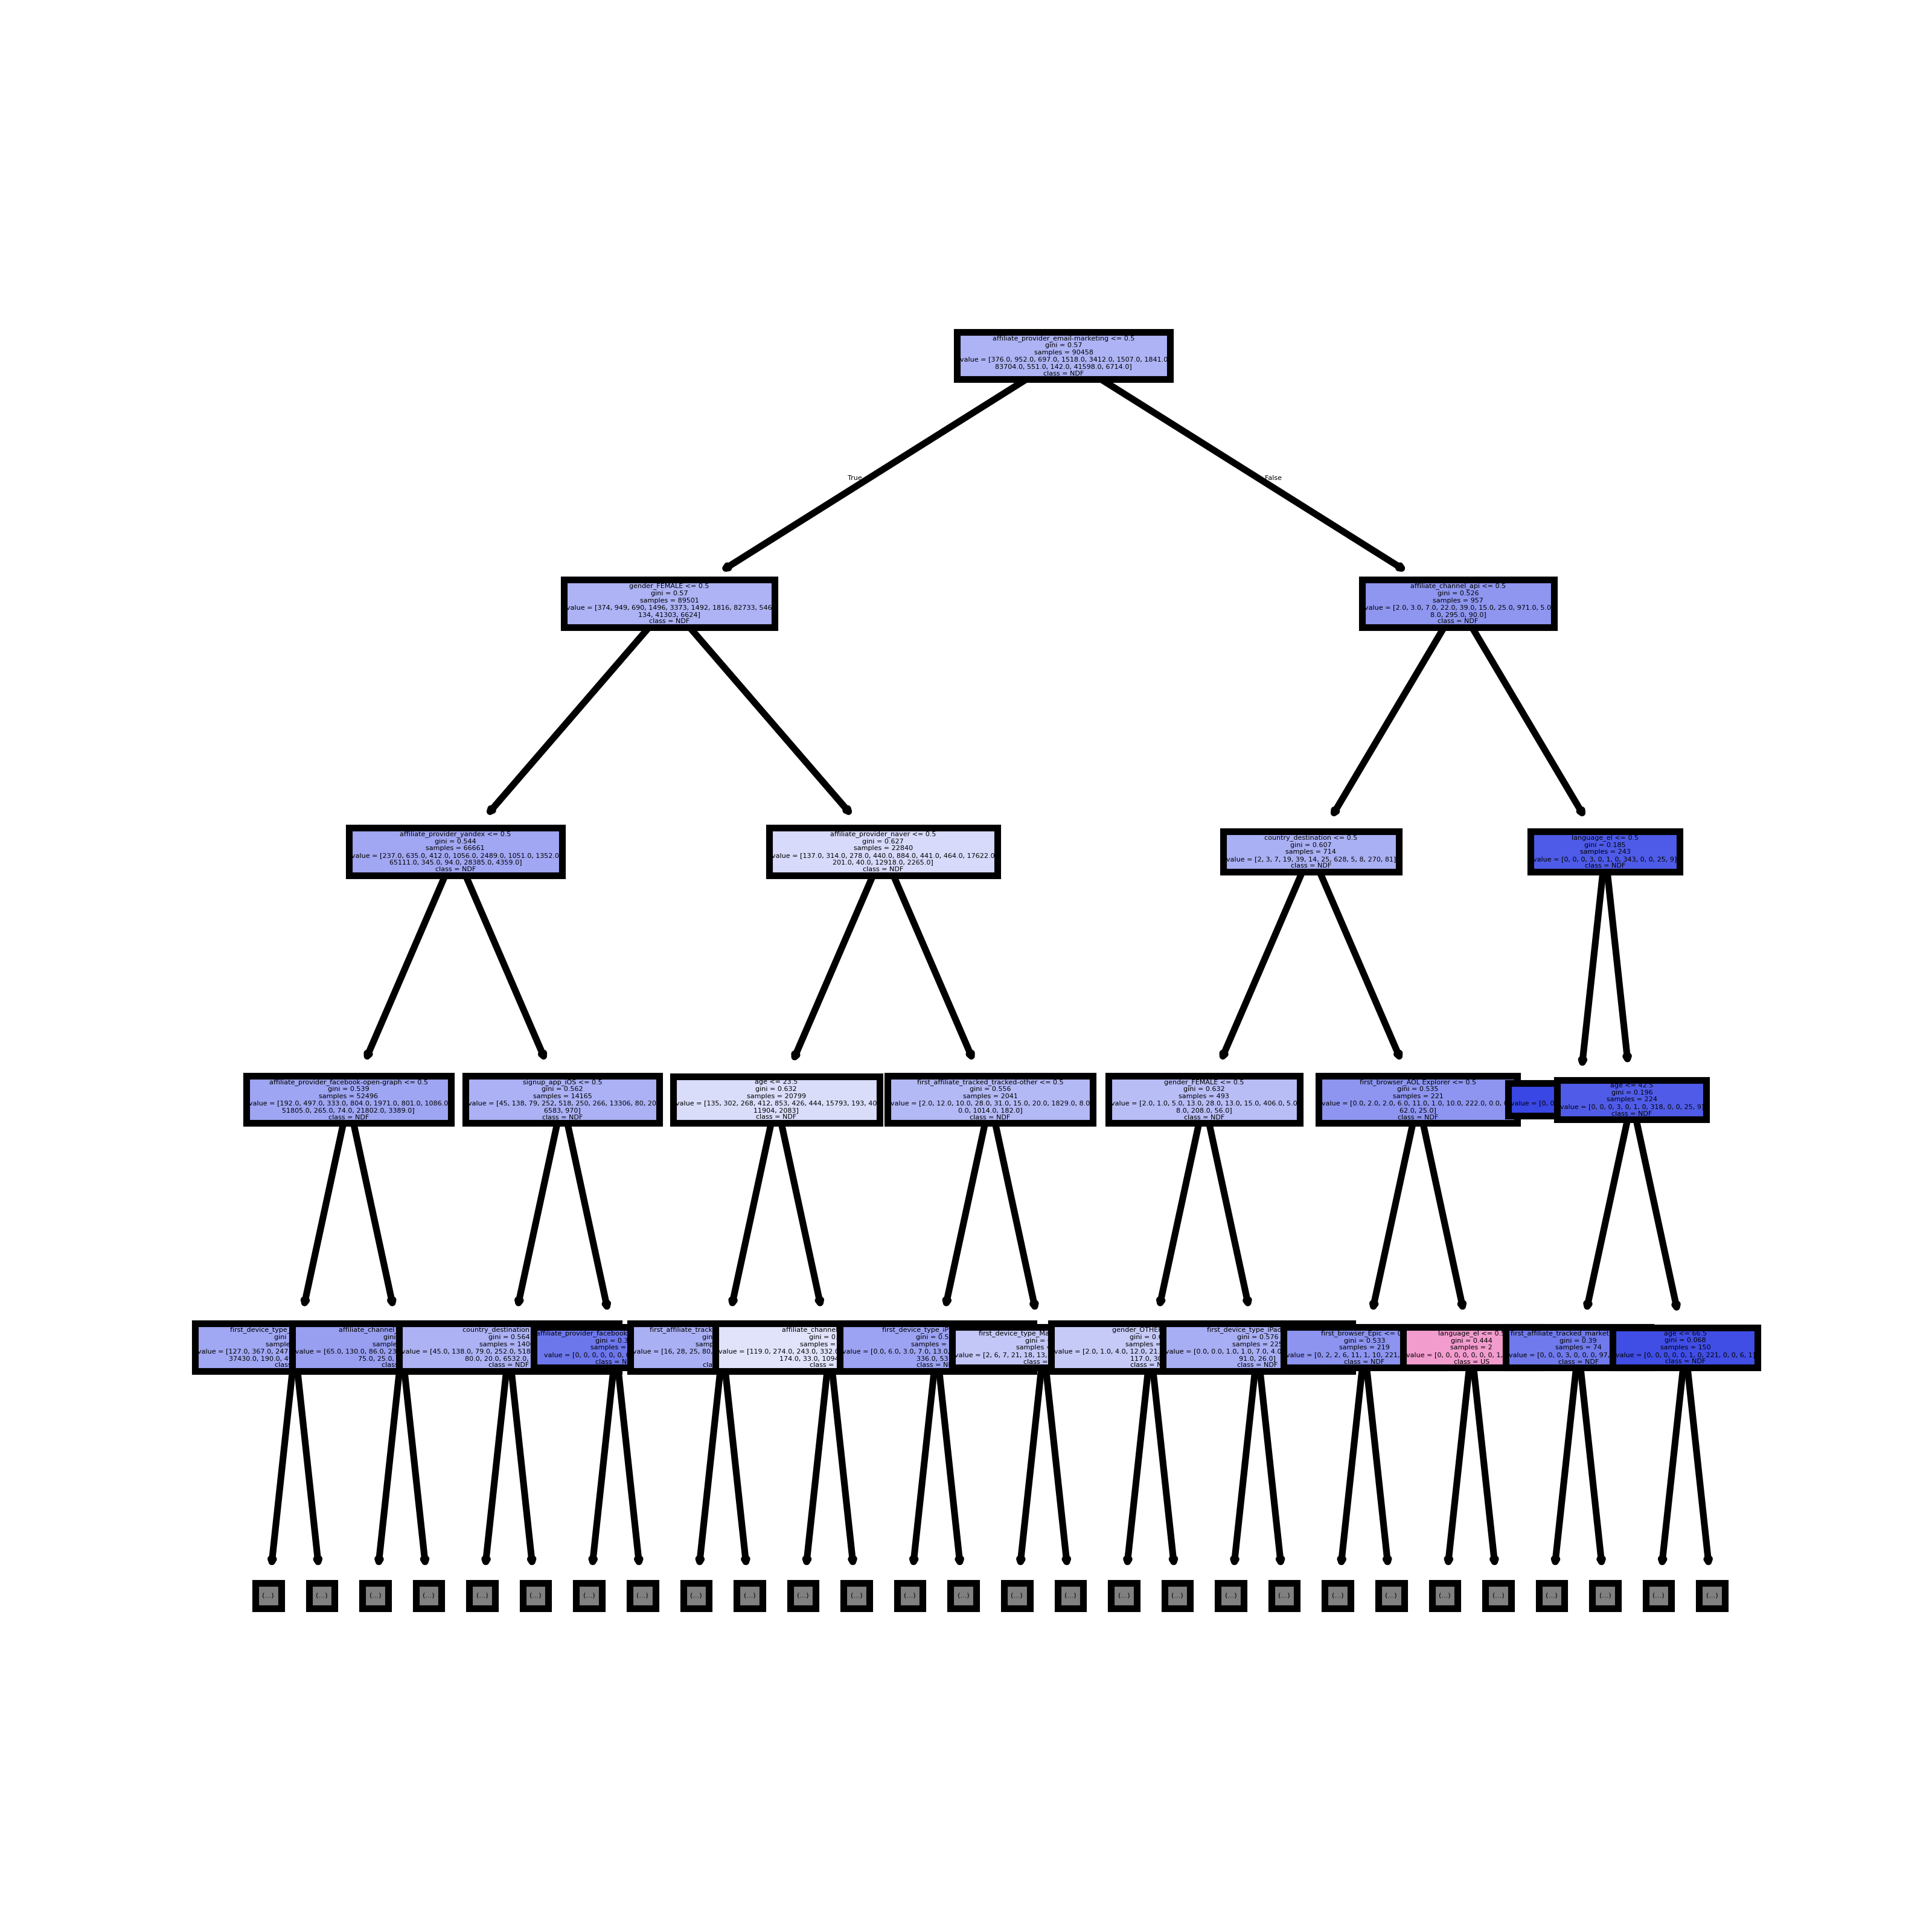 affiliate_provider_email-marketing <= 0.5
gini = 0.57
samples = 90458
value = [376.0, 952.0, 697.0, 1518.0, 3412.0, 1507.0, 1841.0
83704.0, 551.0, 142.0, 41598.0, 6714.0]
class = NDF
True
False
gender_FEMALE <= 0.5
gini = 0.57
samples = 89501
value = [374, 949, 690, 1496, 3373, 1492, 1816, 82733, 546
134, 41303, 6624]
class = NDF
affiliate_channel_api <= 0.5
gini = 0.526
samples = 957
value = [2.0, 3.0, 7.0, 22.0, 39.0, 15.0, 25.0, 971.0, 5.0
8.0, 295.0, 90.0]
class = NDF
affiliate_provider_yandex <= 0.5
gini = 0.544
samples = 66661
value = [237.0, 635.0, 412.0, 1056.0, 2489.0, 1051.0, 1352.0
65111.0, 345.0, 94.0, 28385.0, 4359.0]
class = NDF
affiliate_provider_naver <= 0.5
gini = 0.627
samples = 22840
value = [137.0, 314.0, 278.0, 440.0, 884.0, 441.0, 464.0, 17622.0
201.0, 40.0, 12918.0, 2265.0]
class = NDF
country_destination <= 0.5
gini = 0.607
samples = 714
value = [2, 3, 7, 19, 39, 14, 25, 628, 5, 8, 270, 81]
class = NDF
language_el <= 0.5
gini = 0.185
samples = 243
value = [0, 0, 0, 3, 0, 1, 0, 343, 0, 0, 25, 9]
class = NDF
affiliate_provider_facebook-open-graph <= 0.5
gini = 0.539
samples = 52496
value = [192.0, 497.0, 333.0, 804.0, 1971.0, 801.0, 1086.0
51805.0, 265.0, 74.0, 21802.0, 3389.0]
class = NDF
signup_app_iOS <= 0.5
gini = 0.562
samples = 14165
value = [45, 138, 79, 252, 518, 250, 266, 13306, 80, 20
6583, 970]
class = NDF
age <= 23.5
gini = 0.632
samples = 20799
value = [135, 302, 268, 412, 853, 426, 444, 15793, 193, 40
11904, 2083]
class = NDF
first_affiliate_tracked_tracked-other <= 0.5
gini = 0.556
samples = 2041
value = [2.0, 12.0, 10.0, 28.0, 31.0, 15.0, 20.0, 1829.0, 8.0
0.0, 1014.0, 182.0]
class = NDF
gender_FEMALE <= 0.5
gini = 0.632
samples = 493
value = [2.0, 1.0, 5.0, 13.0, 28.0, 13.0, 15.0, 406.0, 5.0
8.0, 208.0, 56.0]
class = NDF
first_browser_AOL Explorer <= 0.5
gini = 0.535
samples = 221
value = [0.0, 2.0, 2.0, 6.0, 11.0, 1.0, 10.0, 222.0, 0.0,
62.0, 25.0]
class = NDF
value = [0, 0
age <= 42.5
gini = 0.196
samples = 224
value = [0, 0, 0, 3, 0, 1, 0, 318, 0, 0, 25, 9]
class = NDF
first_device_type_
gini
sample
value = [127.0, 367.0, 247
37430.0, 190.0, 4
class
affiliate_channel
gini
sample
value = [65.0, 130.0, 86.0, 2
75.0, 25.0,
class
country_destination
gini = 0.564
samples = 140
value = [45.0, 138.0, 79.0, 252.0, 518
80.0, 20.0, 6532.0,
class = NDF
affiliate_provider_facebook
gini = 0.3
samples =
value = [0, 0, 0, 0, 0, 0,
class = N
first_affiliate_track
gin
samp
value = [16, 28, 25, 80,
clas
affiliate_channe
gini = 0.
samples =
value = [119.0, 274.0, 243.0, 332.0
174.0, 33.0, 1094
class =
first_device_type_iP
gini = 0.5
samples =
value = [0.0, 6.0, 3.0, 7.0, 13.0,
336.0, 53
class = N
first_device_type_Ma
gini =
samples
value = [2, 6, 7, 21, 18, 13,
class =
gender_OTHE
gini = 0.
samples =
value = [2.0, 1.0, 4.0, 12.0, 21.
117.0, 30
class = N
first_device_type_iPad
gini = 0.576
samples = 225
value = [0.0, 0.0, 1.0, 1.0, 7.0, 4.0
91.0, 26.0]
class = NDF
first_browser_Epic <= 0
gini = 0.533
samples = 219
value = [0, 2, 2, 6, 11, 1, 10, 221,
class = NDF
language_el <= 0.5
gini = 0.444
samples = 2
value = [0, 0, 0, 0, 0, 0, 0, 1,
class = US
first_affiliate_tracked_market
gini = 0.39
samples = 74
value = [0, 0, 0, 3, 0, 0, 0, 97,
class = NDF
age <= 66.5
gini = 0.068
samples = 150
value = [0, 0, 0, 0, 0, 1, 0, 221, 0, 0, 6, 1]
class = NDF
(...) (...) (...) (...) (...) (...) (...) (...) (...) (...) (...) (...) (...) (...) (...) (...) (...) (...) (...) (...) (...) (...) (...) (...) (...) (...) (...) (...)